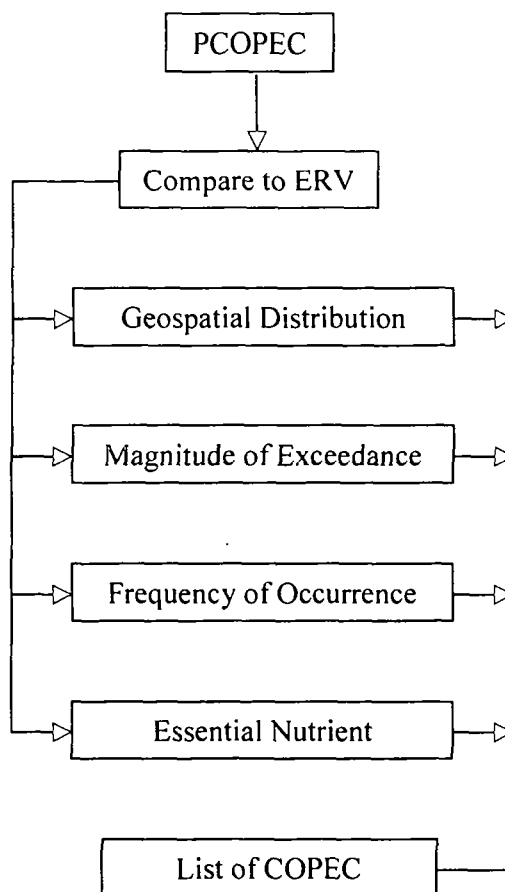 PCOPEC
Compare to ERV
Geospatial Distribution
Magnitude of Exceedance
Frequency of Occurrence
Essential Nutrient
List of COPEC